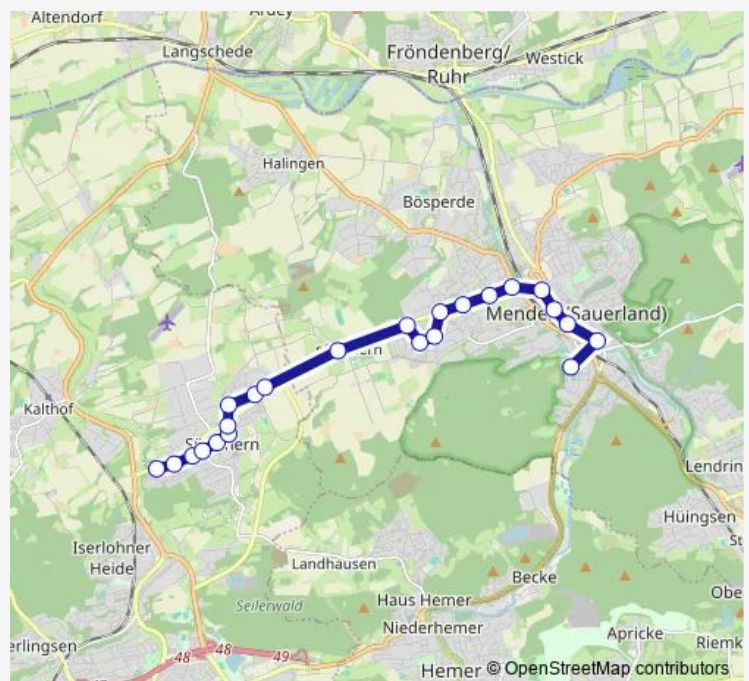 Altendorf
Ardey
Langschede
Fröndenberg/
Ruhr
Westick
Halingen
Bösperde
Menden (Sauerland)
Kalthof
Lendrin
Hüingsen
Iserlohner
Heide
Landhausen
Becke
Obe
Seilerwald
Haus Hemer
Niederhemer
erlingsen
Apricke
Riemk
48
48
49
Hemer
© OpenStreetMap contributors